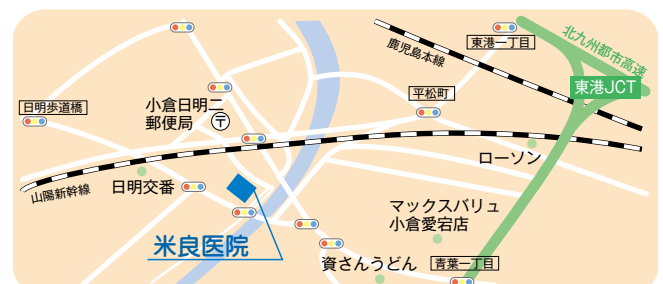 北九州都市高速
東港一丁目
鹿児島本線
東港JCT
平松町
日明歩道橋
小倉日明二
郵便局
〒
ローソン
山陽新幹線
日明交番
マックスバリュ
小倉愛宕店
米良医院
資さんうどん
青葉一丁目